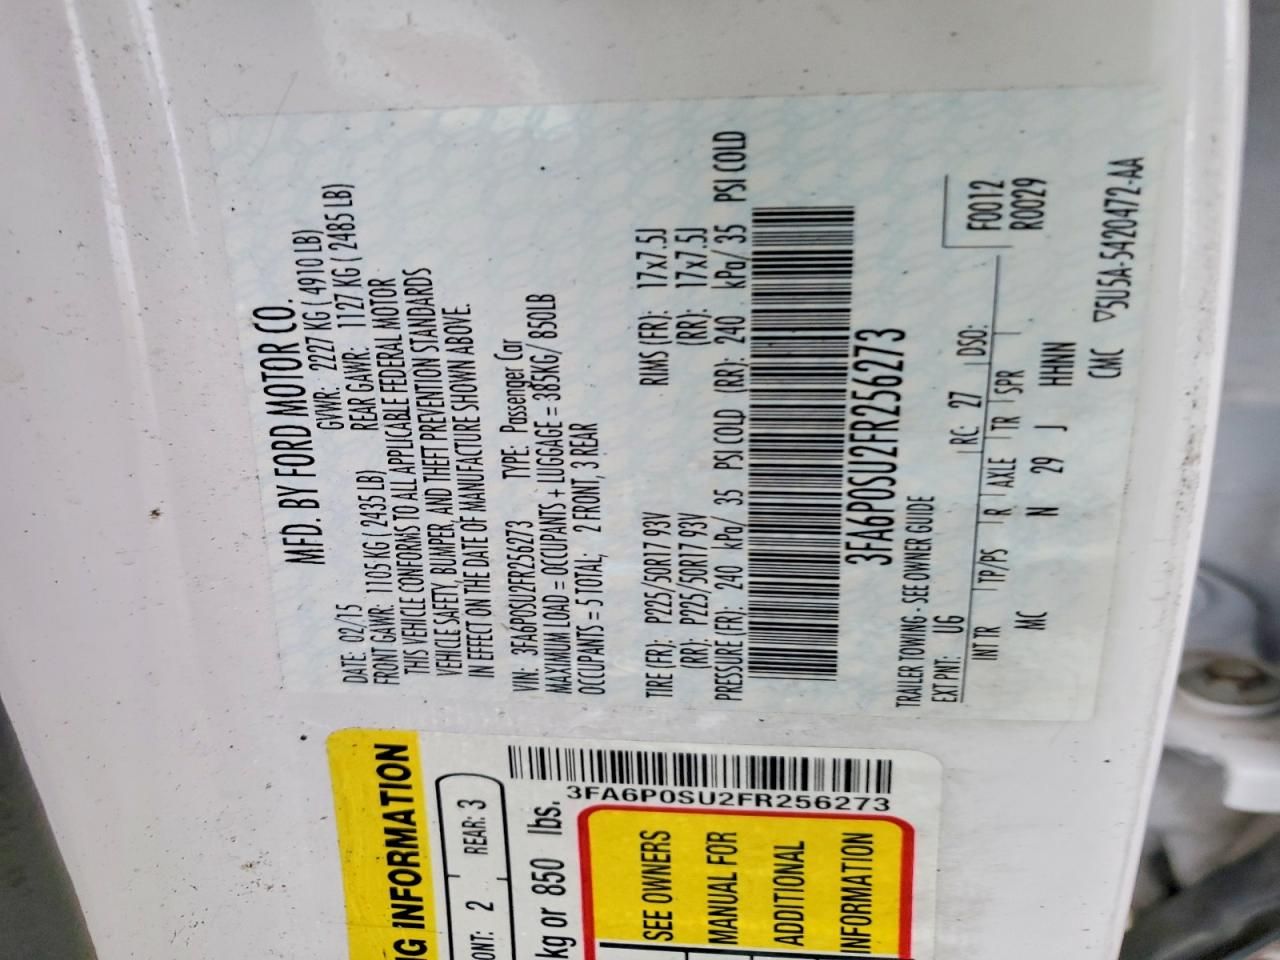 MFD. BY FORD MOTOR CO.
DATE: 02/15 GVWR: 2227 KG ( 4910 LB)
FRONT GAWR: 1105 KG ( 2435 LB) REAR GAWR: 1127 KG ( 2485 LB)
THIS VEHICLE CONFORMS TO ALL APPLICABLE FEDERAL MOTOR
VEHICLE SAFETY, BUMPER, AND THEFT PREVENTION STANDARDS
IN EFFECT ON THE DATE OF MANUFACTURE SHOWN ABOVE.
VIN: 3FA6P0SU2FR256273 TYPE: Passenger Car
MAXIMUM LOAD = OCCUPANTS + LUGGAGE = 385KG/ 850LB
OCCUPANTS = 5 TOTAL; 2 FRONT, 3 REAR
TIRE (FR): P225/50R17 93V RIMS (FR): 17x7.5J
(RR): P225/50R17 93V (RR): 17x7.5J
PRESSURE (FR): 240 kPa/ 35 PSI COLD (RR): 240 kPa/ 35 PSI COLD
3FA6P0SU2FR256273
TRAILER TOWING - SEE OWNER GUIDE
EXT PNT: UG RC 27 DSO: F0012
R0029
INT TR TP/PS R AXLE TR SPR
MC N 29 J HHNN
CMC ▽5U5A-5420472-AA
NG INFORMATION
ONT: 2 REAR: 3
kg or 850 lbs.
3FA6P0SU2FR256273
SEE OWNERS
MANUAL FOR
ADDITIONAL
INFORMATION